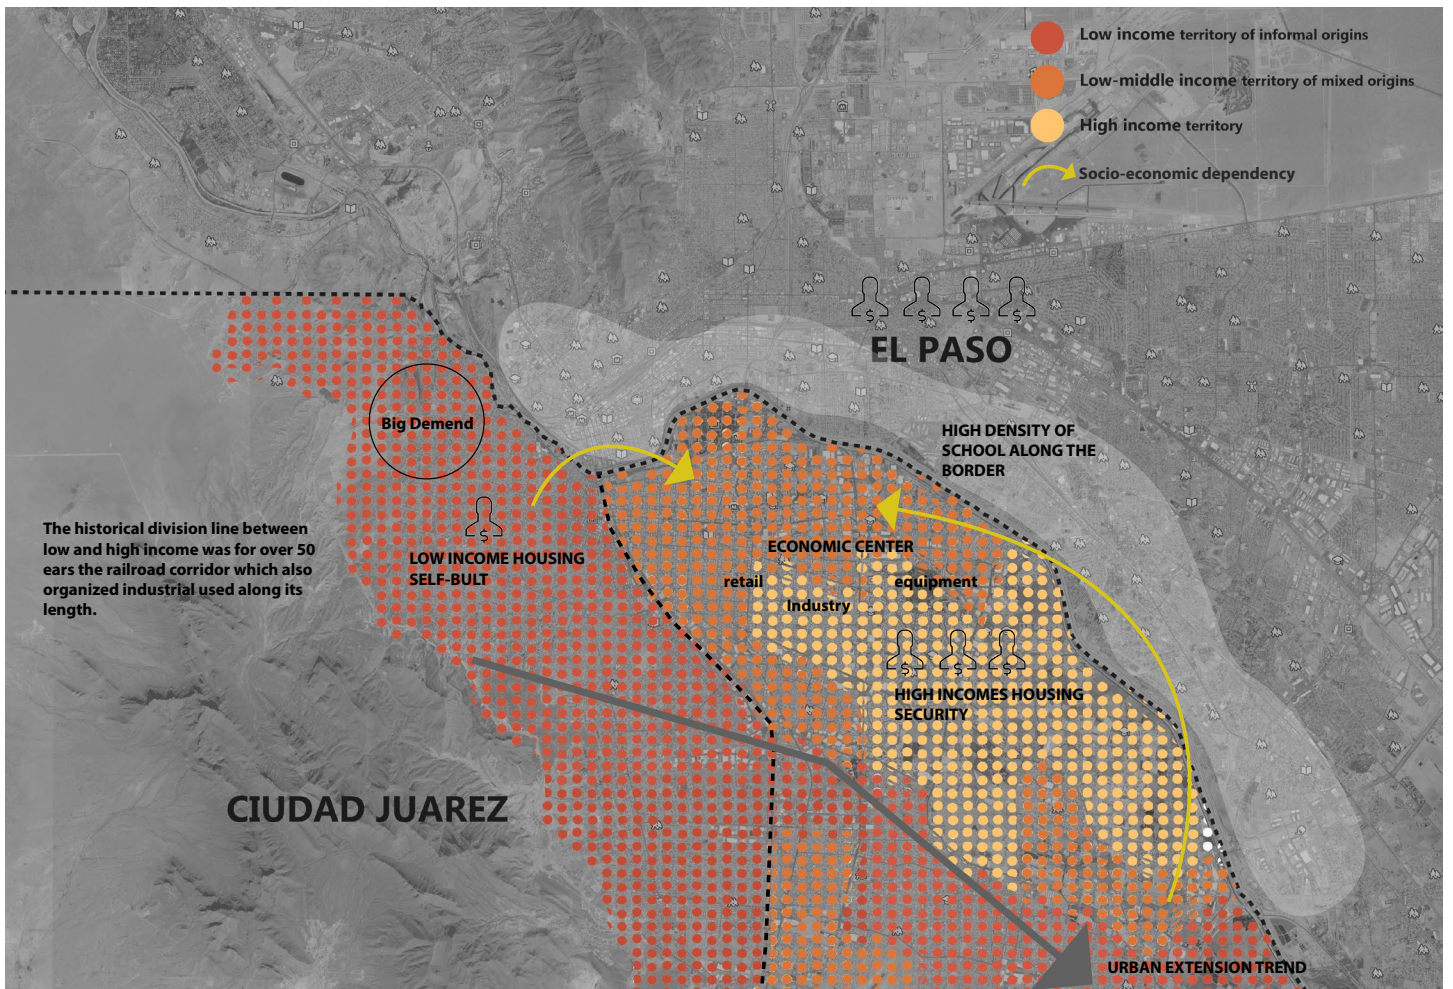 Low income territory of informal origins
Low-middle income territory of mixed origins
High income territory
Socio-economic dependency
EL PASO
Big Demend
HIGH DENSITY OF
SCHOOL ALONG THE
BORDER
The historical division line between
low and high income was for over 50
ears the railroad corridor which also
organized industrial used along its
length.
LOW INCOME HOUSING
SELF-BULT
ECONOMIC CENTER
retail
equipment
Industry
HIGH INCOMES HOUSING
SECURITY
CIUDAD JUAREZ
URBAN EXTENSION TREND